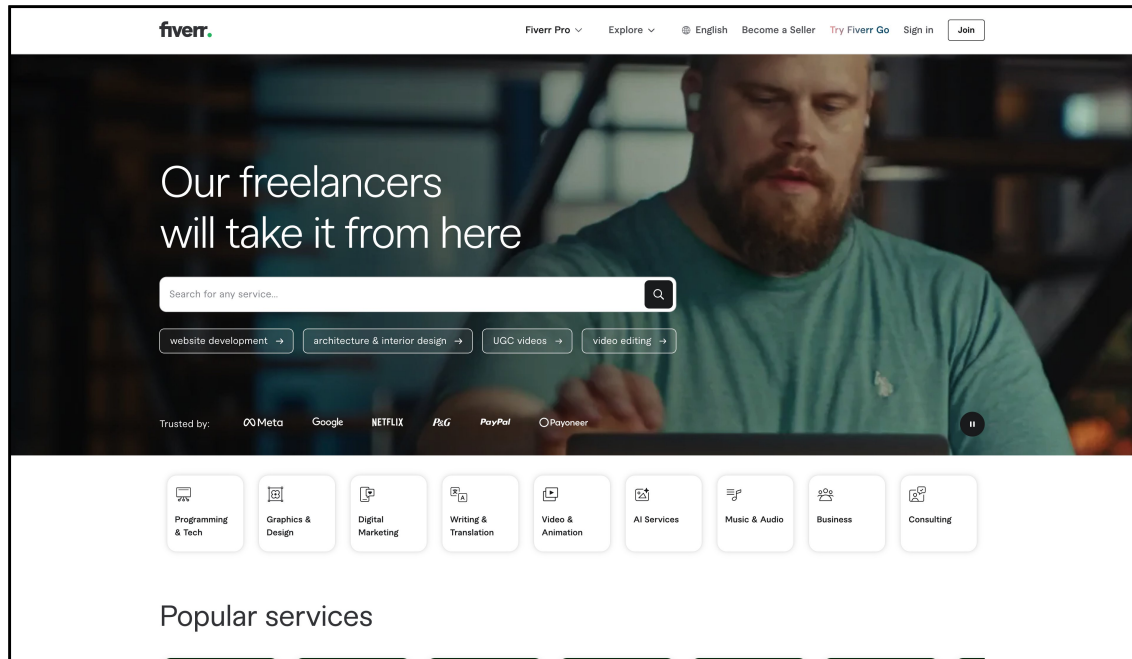 fiverr.
Fiverr Pro
Explore
English
Become a Seller
Try Fiverr Go
Sign in
Join
Our freelancers
will take it from here
Search for any service...
website development →
architecture & interior design →
UGC videos →
video editing →
Trusted by:
Meta
Google
NETFLIX
P&G
PayPal
Payoneer
Programming
& Tech
Graphics &
Design
Digital
Marketing
Writing &
Translation
Video &
Animation
AI Services
Music & Audio
Business
Consulting
Popular services